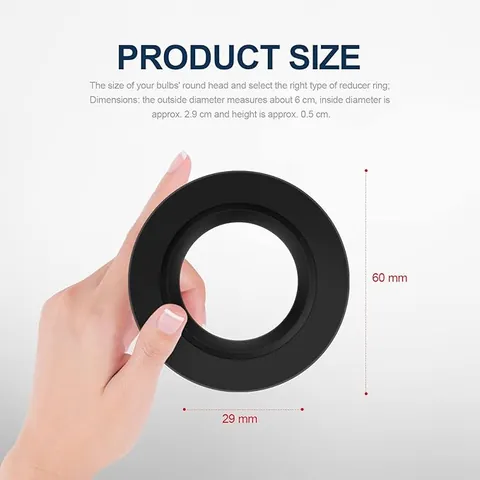 PRODUCT SIZE
The size of your bulbs' round head and select the right type of reducer ring;
Dimensions: the outside diameter measures about 6 cm, inside diameter is
approx. 2.9 cm and height is approx. 0.5 cm.
60 mm
29 mm